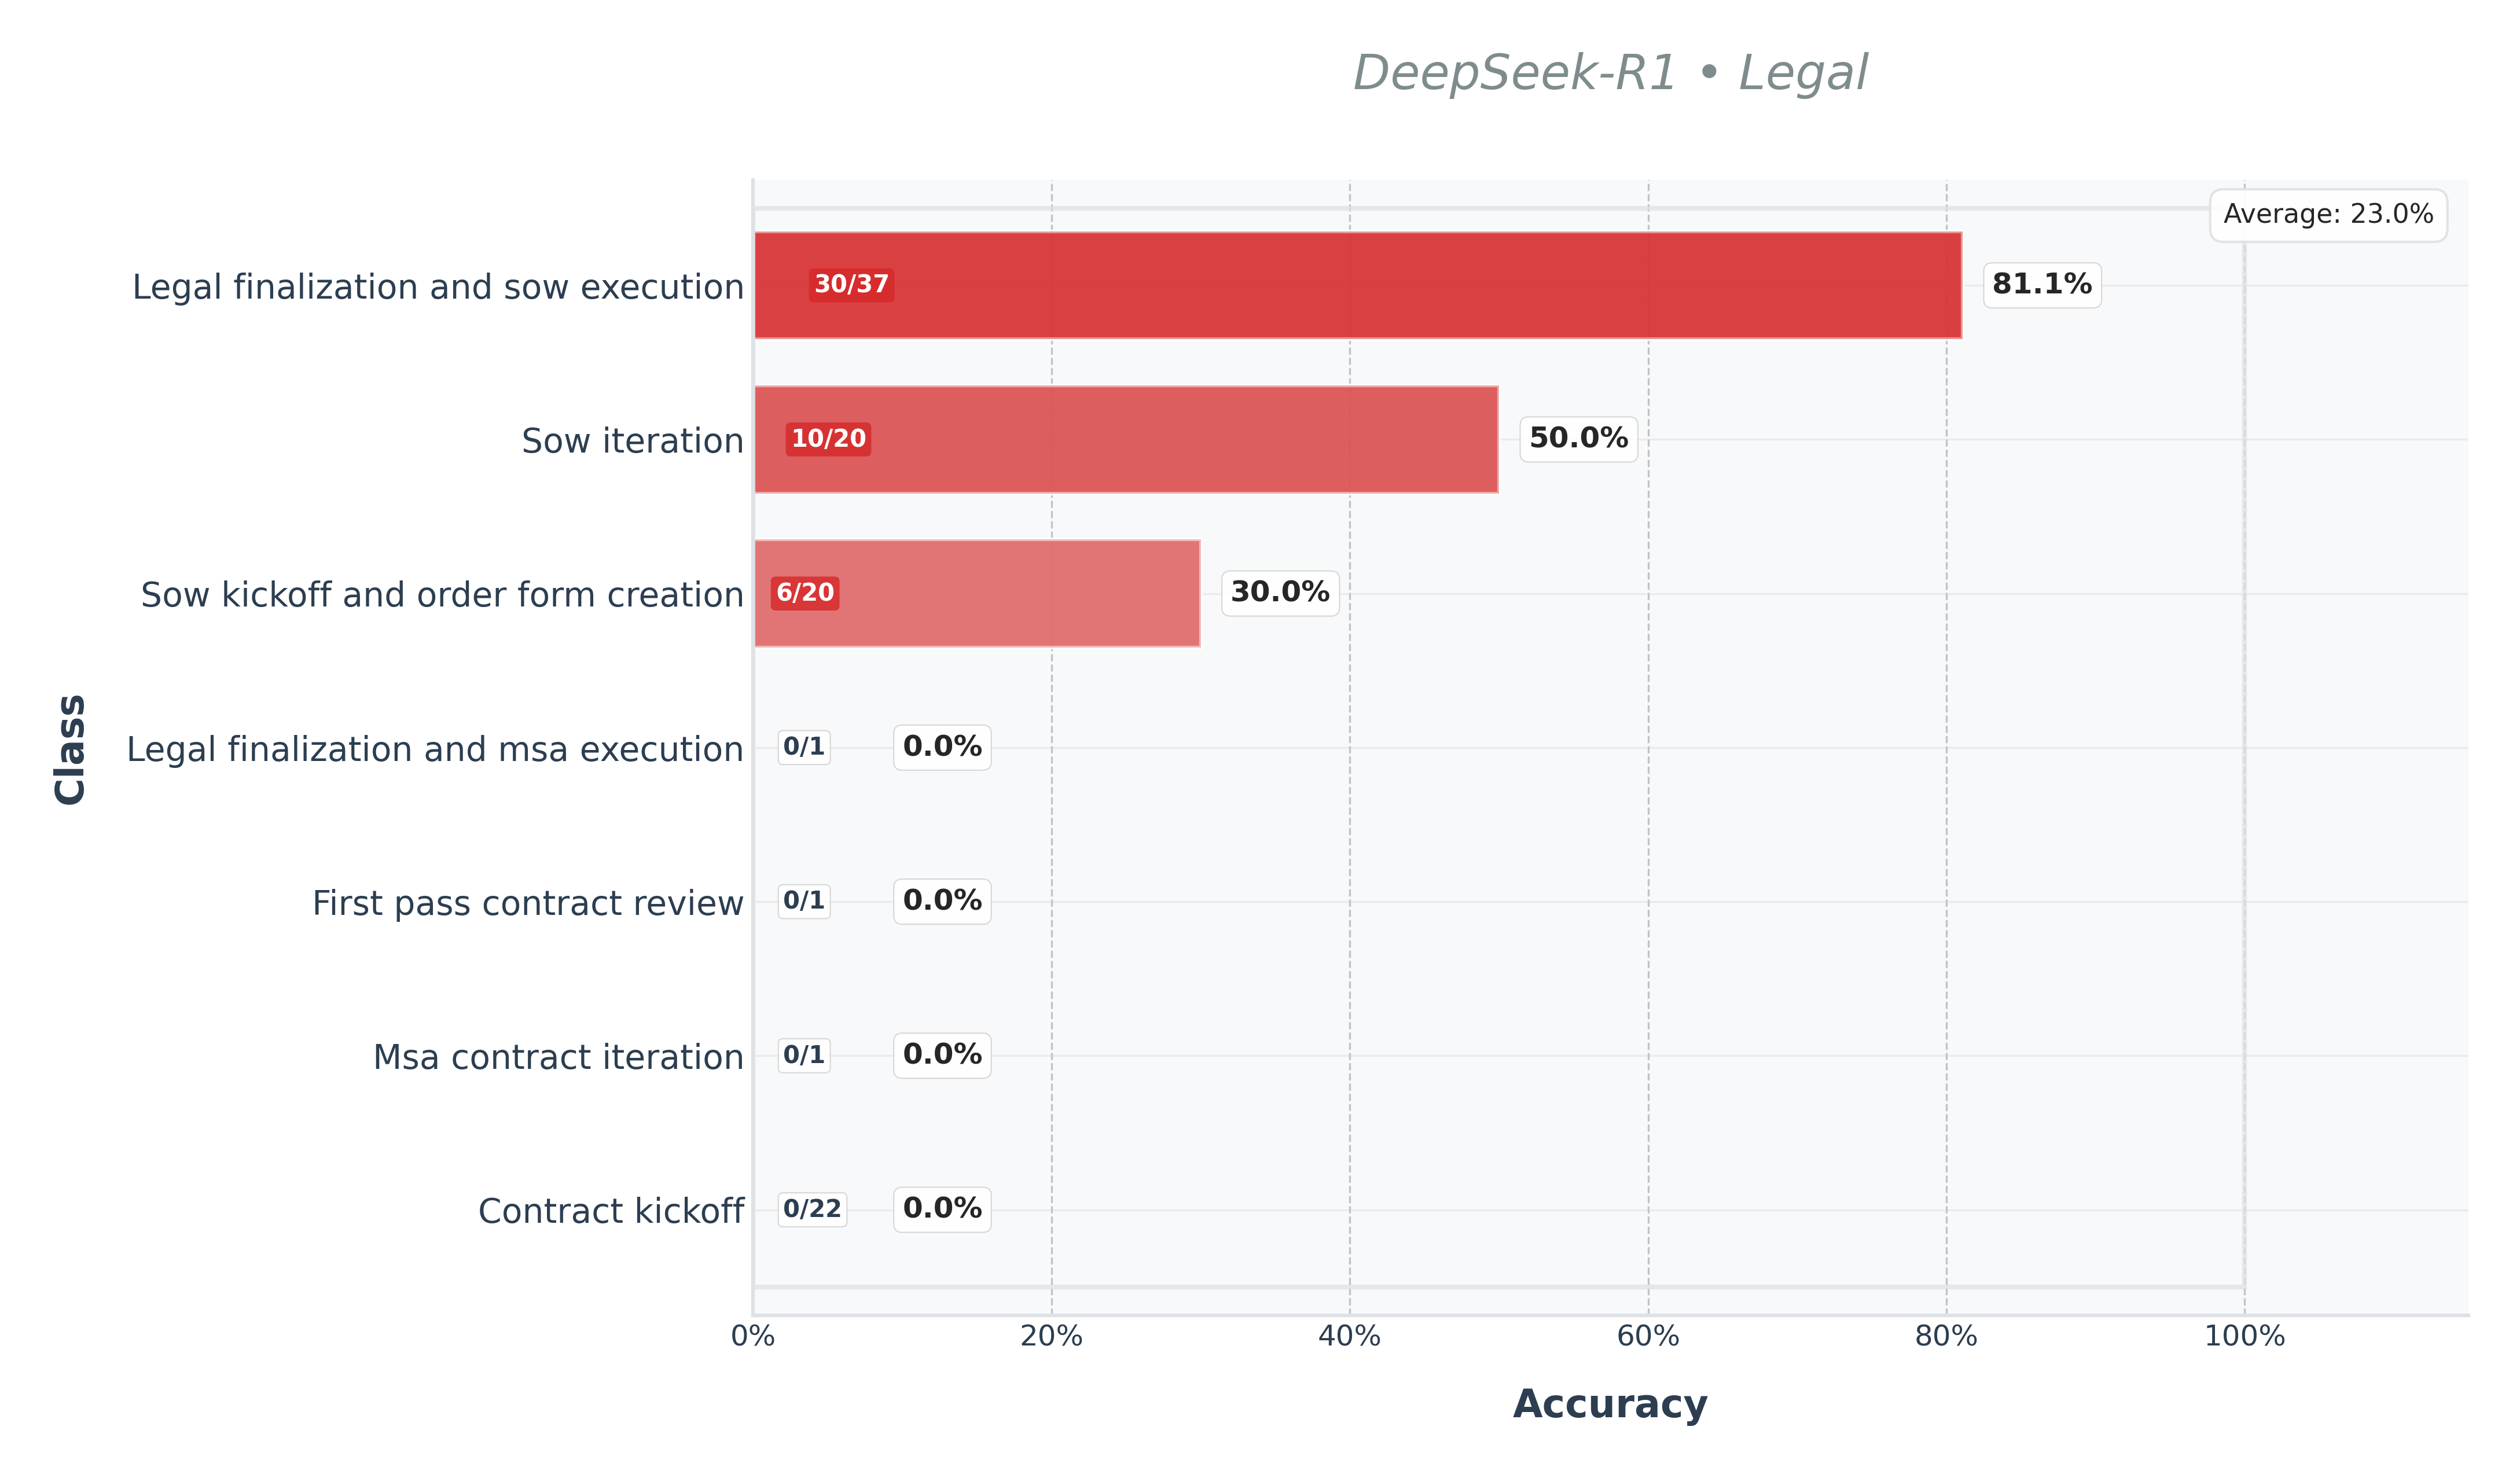 DeepSeek-R1 • Legal
Average: 23.0%
Legal finalization and sow execution 30/37 81.1%
Sow iteration 10/20 50.0%
Sow kickoff and order form creation 6/20 30.0%
Legal finalization and msa execution 0/1 0.0%
First pass contract review 0/1 0.0%
Msa contract iteration 0/1 0.0%
Contract kickoff 0/22 0.0%
Class
0% 20% 40% 60% 80% 100%
Accuracy